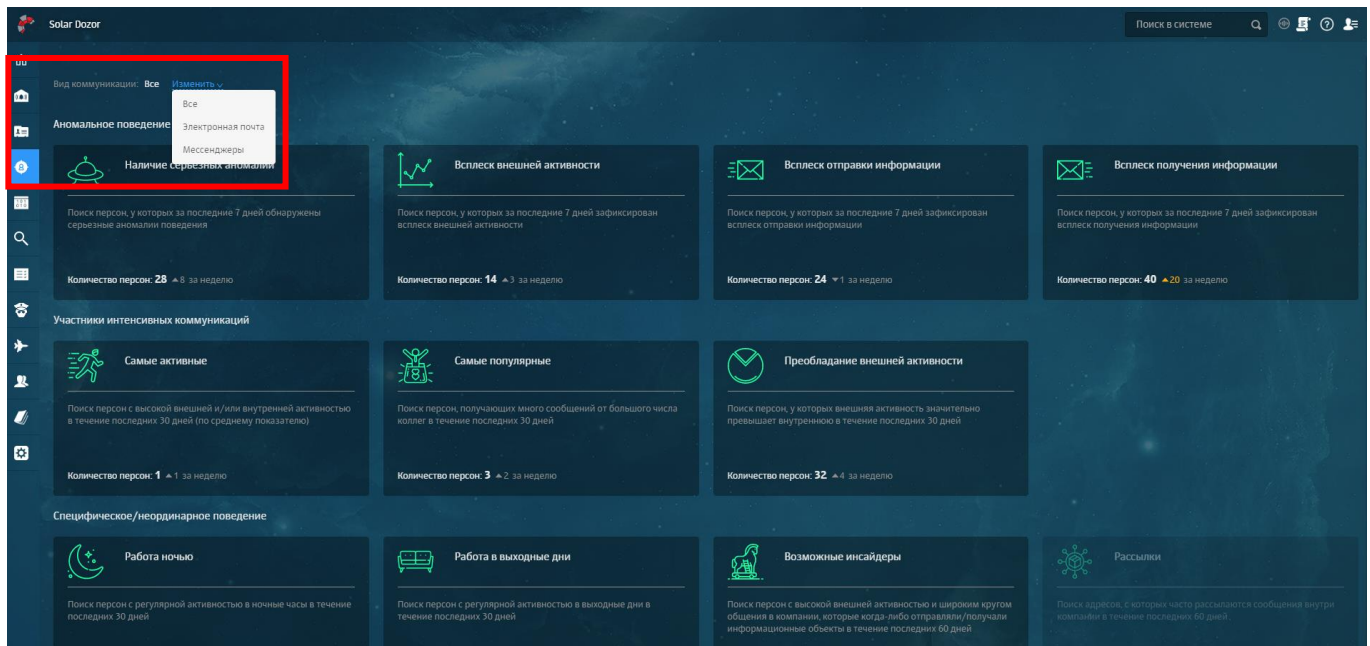 Solar Dozor
Поиск в системе
Вид коммуникации: Все Изменить
Все
Электронная почта
Мессенджеры
Аномальное поведение
Наличие серьезных аномалий
Поиск персон, у которых за последние 7 дней обнаружены
серьезные аномалии поведения
Количество персон: 28 ▲8 за неделю
Всплеск внешней активности
Поиск персон, у которых за последние 7 дней зафиксирован
всплеск внешней активности
Количество персон: 14 ▲3 за неделю
Всплеск отправки информации
Поиск персон, у которых за последние 7 дней зафиксирован
всплеск отправки информации
Количество персон: 24 ▼1 за неделю
Всплеск получения информации
Поиск персон, у которых за последние 7 дней зафиксирован
всплеск получения информации
Количество персон: 40 ▲20 за неделю
Участники интенсивных коммуникаций
Самые активные
Поиск персон с высокой внешней и/или внутренней активностью
в течение последних 30 дней (по среднему показателю)
Количество персон: 1 ▲1 за неделю
Самые популярные
Поиск персон, получающих много сообщений от большого числа
коллег в течение последних 30 дней
Количество персон: 3 ▲2 за неделю
Преобладание внешней активности
Поиск персон, у которых внешняя активность значительно
превышает внутреннюю в течение последних 30 дней
Количество персон: 32 ▲4 за неделю
Специфическое/неординарное поведение
Работа ночью
Поиск персон с регулярной активностью в ночные часы в течение
последних 30 дней
Работа в выходные дни
Поиск персон с регулярной активностью в выходные дни в
течение последних 30 дней
Возможные инсайдеры
Поиск персон с высокой внешней активностью и широким кругом
общения в компании, которые когда-либо отправляли/получали
информационные объекты в течение последних 60 дней
Рассылки
Поиск адресов, с которых часто рассылаются сообщения внутри
компании в течение последних 60 дней